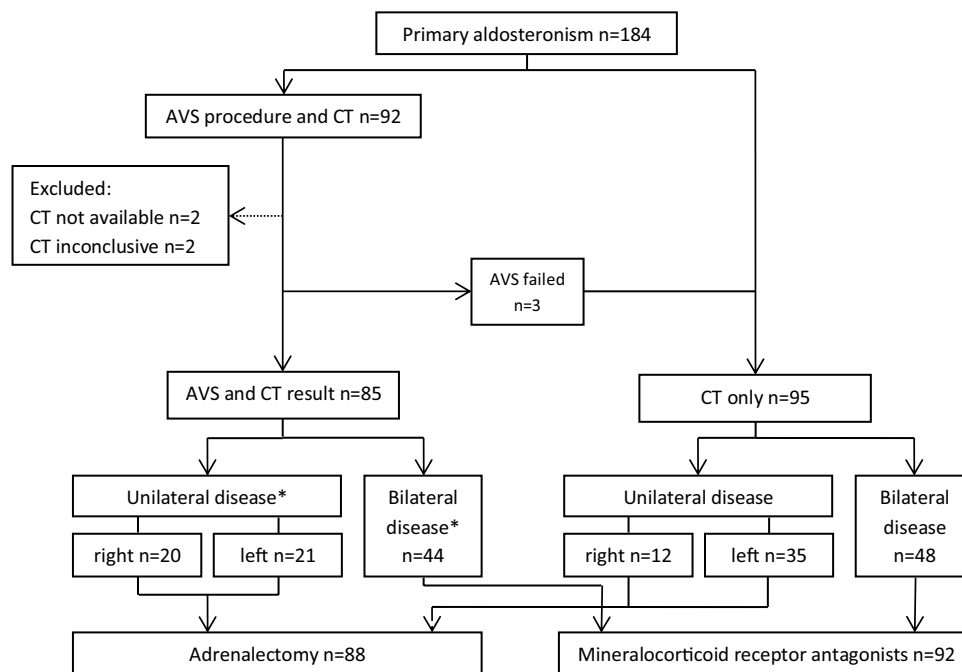 Primary aldosteronism n=184
AVS procedure and CT n=92
Excluded:
CT not available n=2
CT inconclusive n=2
AVS failed
n=3
AVS and CT result n=85
CT only n=95
Unilateral disease*
Bilateral
disease*
n=44
right n=20
left n=21
Unilateral disease
Bilateral
disease
n=48
right n=12
left n=35
Adrenalectomy n=88
Mineralocorticoid receptor antagonists n=92